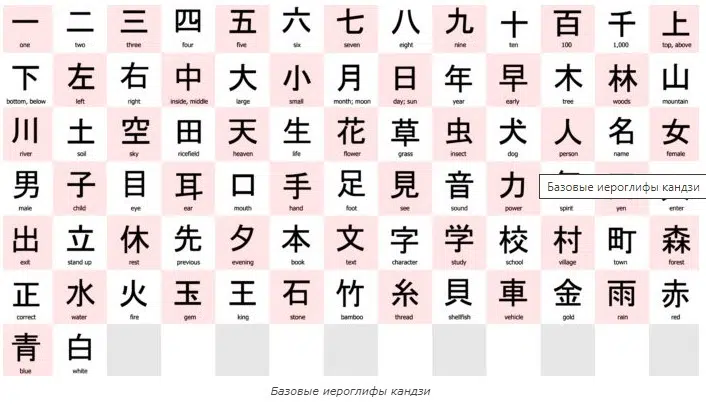 一 二 三 四 五 六 七 八 九 十 百 千 上
one two three four five six seven eight nine ten 100 1,000 top, above
下 左 右 中 大 小 月 日 年 早 木 林 山
bottom, below left right inside, middle large small month; moon day; sun year early tree woods mountain
川 土 空 田 天 生 花 草 虫 犬 人 名 女
river soil sky ricefield heaven life flower grass insect dog person name female
男 子 目 耳 口 手 足 見 音 力
Базовые иероглифы кандзи
male child eye ear mouth hand foot see sound power spirit yen enter
出 立 休 先 夕 本 文 字 学 校 村 町 森
exit stand up rest previous evening book text character study school village town forest
正 水 火 玉 王 石 竹 糸 貝 車 金 雨 赤
correct water fire gem king stone bamboo thread shellfish vehicle gold rain red
青 白
blue white
Базовые иероглифы кандзи